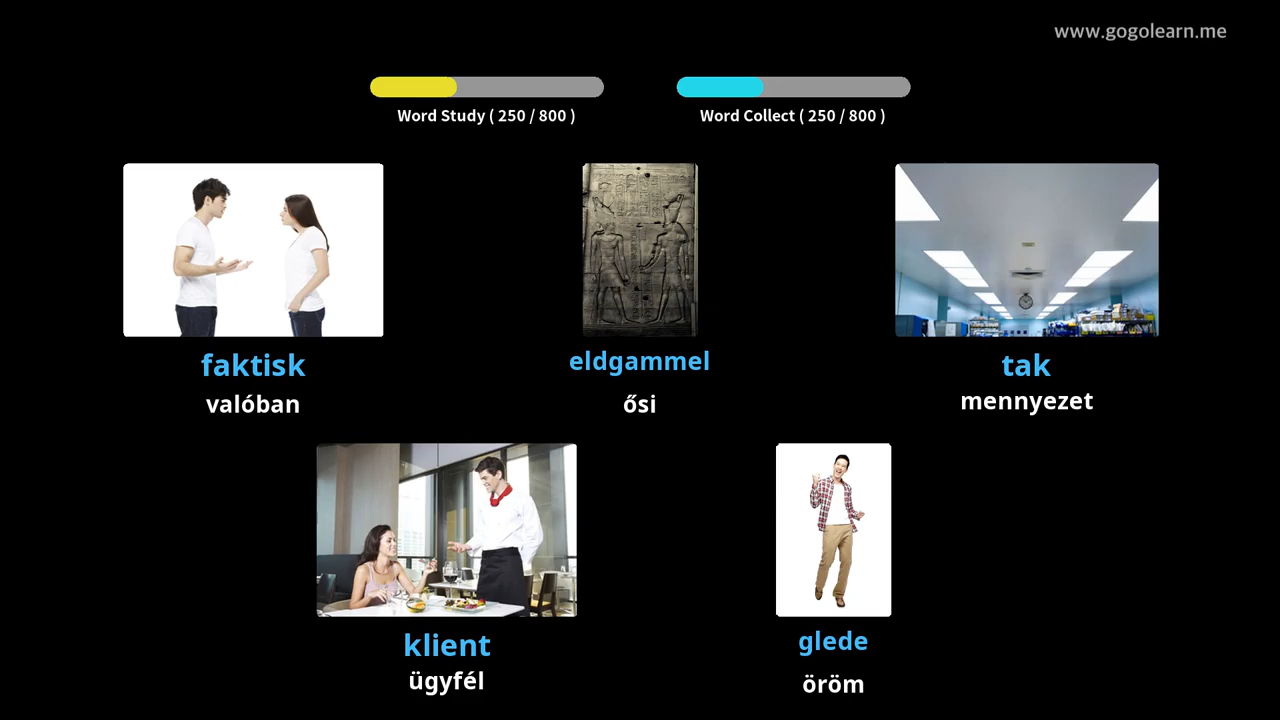 www.gogolearn.me
Word Study ( 250 / 800 )
Word Collect ( 250 / 800 )
faktisk
valóban
eldgammel
ősi
tak
mennyezet
klient
ügyfél
glede
öröm